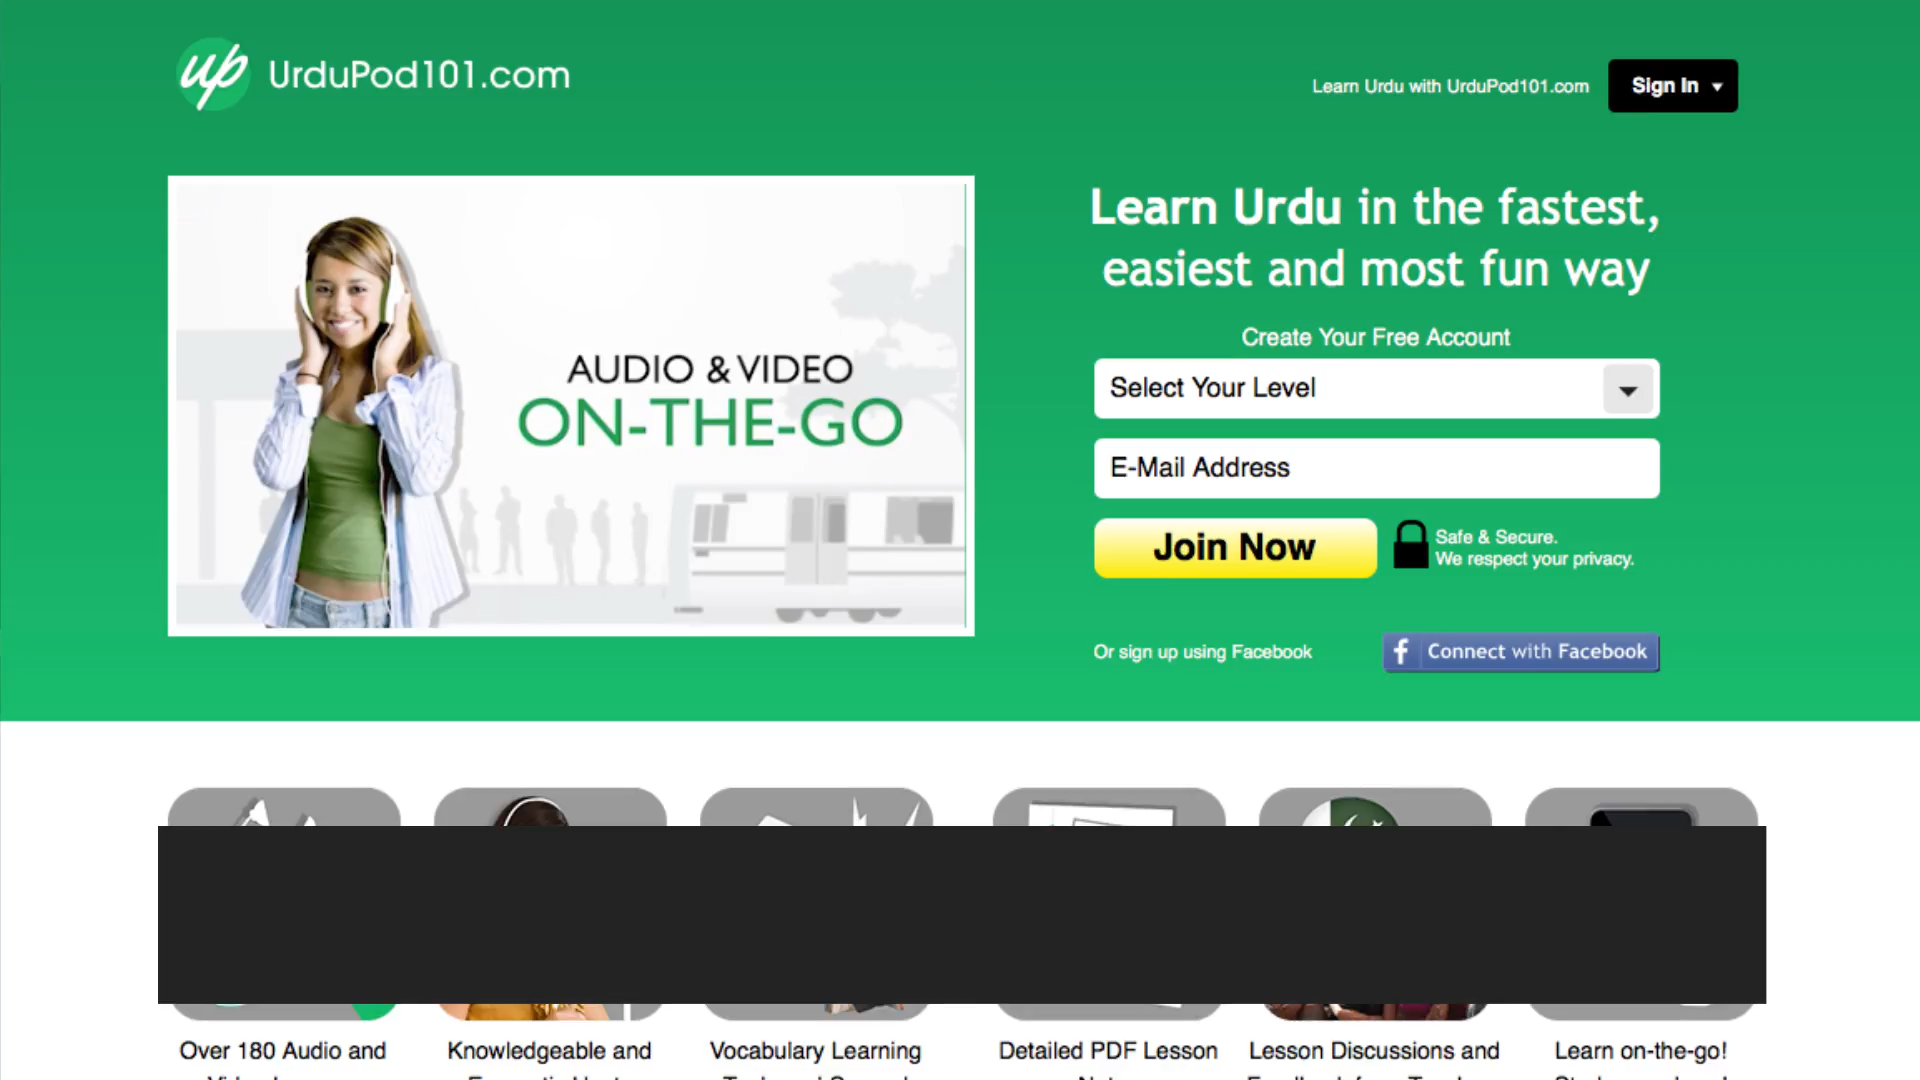 up UrduPod101.com
Learn Urdu with UrduPod101.com
Sign In
Learn Urdu in the fastest,
easiest and most fun way
AUDIO & VIDEO
ON-THE-GO
Create Your Free Account
Select Your Level
E-Mail Address
Join Now
Safe & Secure.
We respect your privacy.
Or sign up using Facebook
f Connect with Facebook
Over 180 Audio and
Knowledgeable and
Vocabulary Learning
Detailed PDF Lesson
Lesson Discussions and
Learn on-the-go!